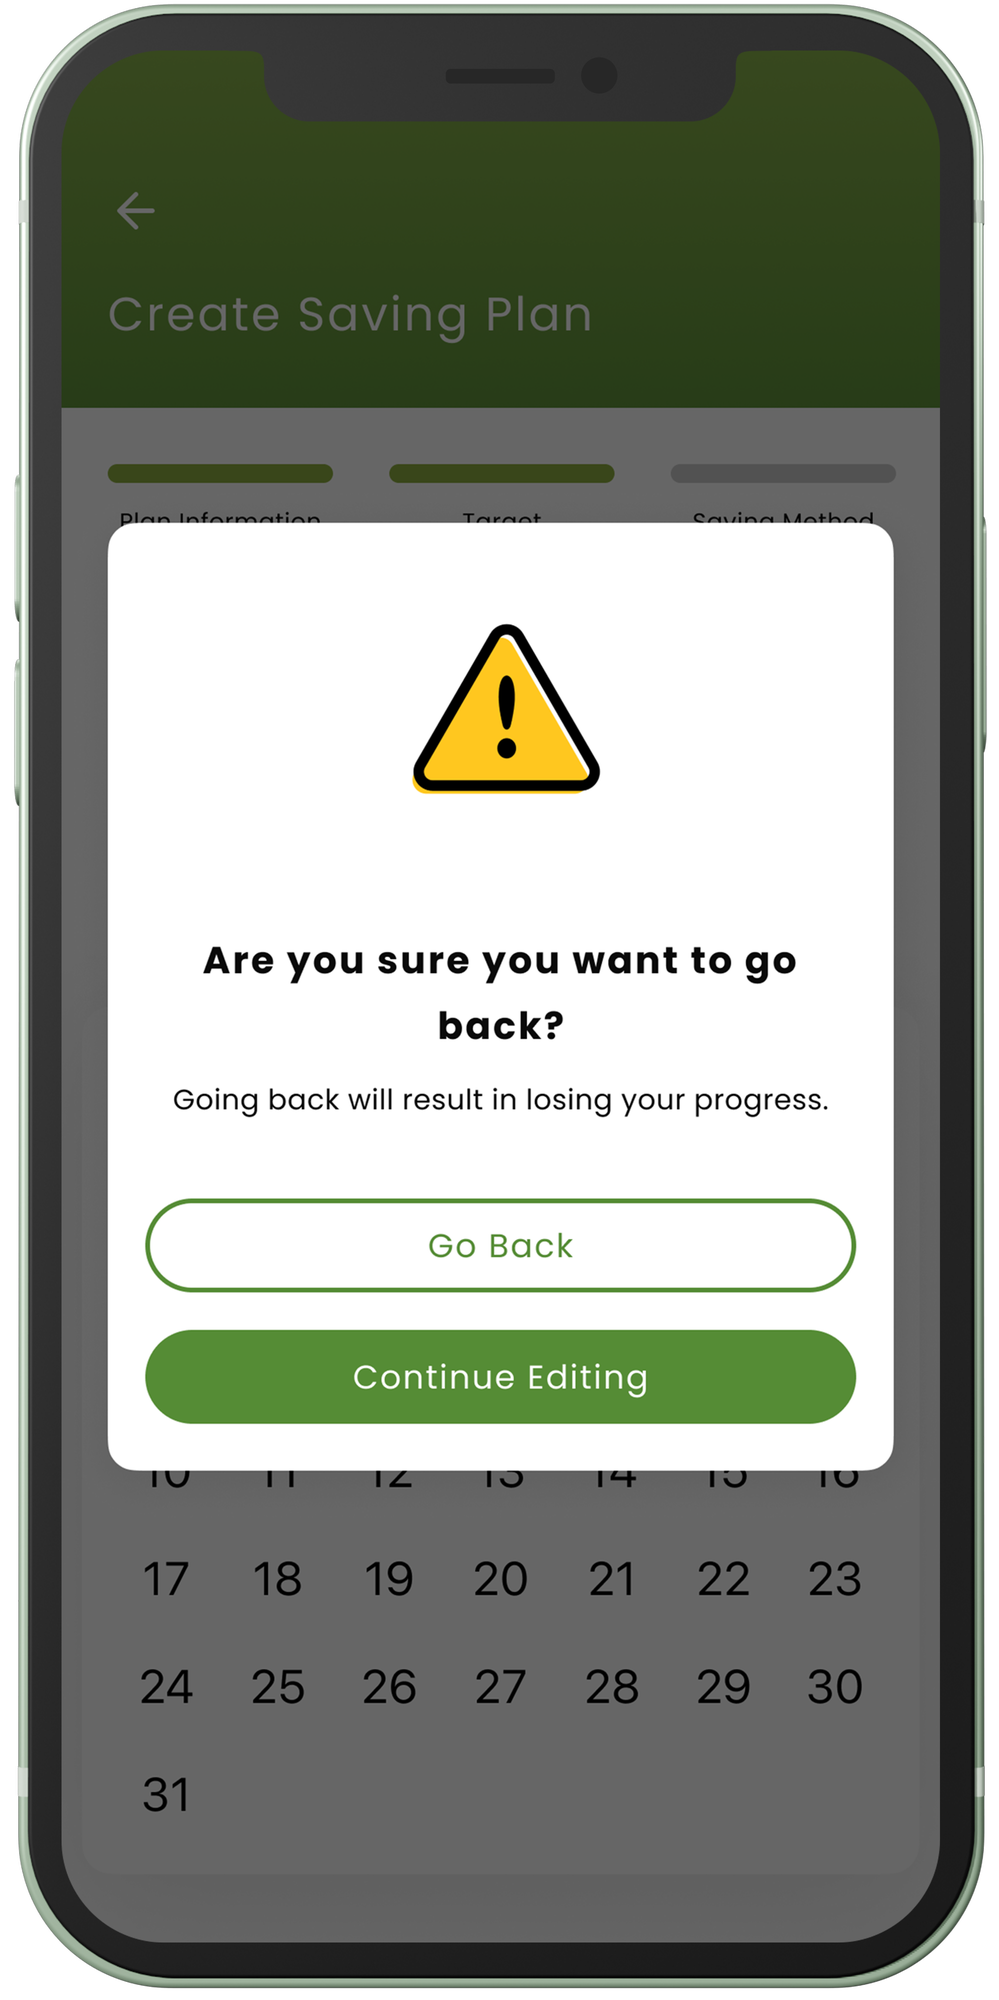 Create Saving Plan
Plan Information Target Saving Method
!
Are you sure you want to go
back?
Going back will result in losing your progress.
Go Back
Continue Editing
10 11 12 13 14 15 16
17 18 19 20 21 22 23
24 25 26 27 28 29 30
31